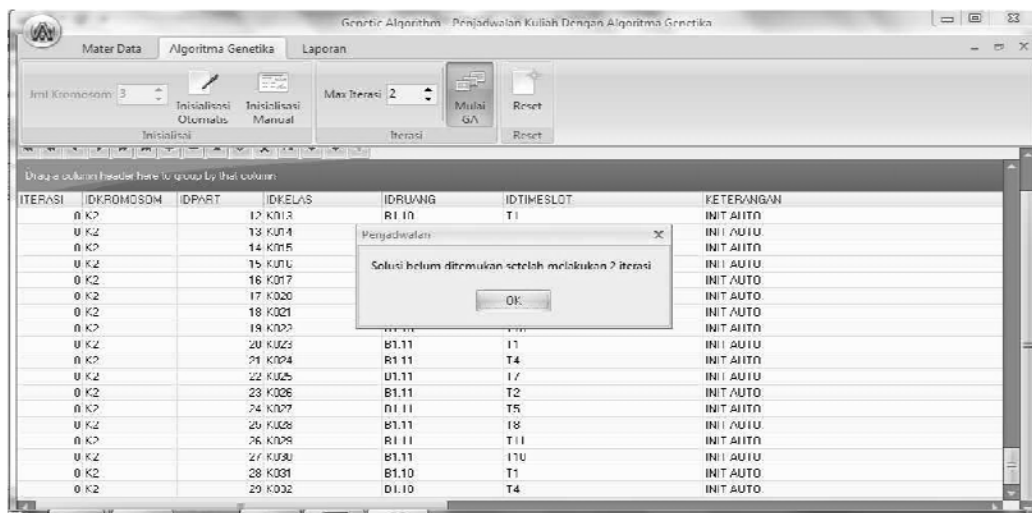 Genetic Algorithm - Penjadwalan Kuliah Dengan Algoritma Genetika
Mater Data Algoritma Genetika Laporan
Jml Kromosom 3 Inisialisasi Otomatis Inisialisasi Manual Max Iterasi 2 Mulai GA Reset
Inisialisai Iterasi Reset
Drag a column header here to group by that column
ITERASI IDKROMOSOM IDPART IDKELAS IDRUANG IDTIMESLOT KETERANGAN
0 K2 12 K013 B1.10 T1 INIT AUTO
0 K2 13 K014 INIT AUTO
0 K2 14 K015 INIT AUTO
0 K2 15 K016 INIT AUTO
0 K2 16 K017 INIT AUTO
0 K2 17 K020 INIT AUTO
0 K2 18 K021 INIT AUTO
0 K2 19 K022 INIT AUTO
Penjadwalan
Solusi belum ditemukan setelah melakukan 2 iterasi
OK
0 K2 20 K023 B1.11 T1 INIT AUTO
0 K2 21 K024 B1.11 T4 INIT AUTO
0 K2 22 K025 B1.11 T7 INIT AUTO
0 K2 23 K026 B1.11 T2 INIT AUTO
0 K2 24 K027 B1.11 T5 INIT AUTO
0 K2 25 K028 B1.11 T8 INIT AUTO
0 K2 26 K029 B1.11 T11 INIT AUTO
0 K2 27 K030 B1.11 T10 INIT AUTO
0 K2 28 K031 B1.10 T1 INIT AUTO
0 K2 29 K032 B1.10 T4 INIT AUTO